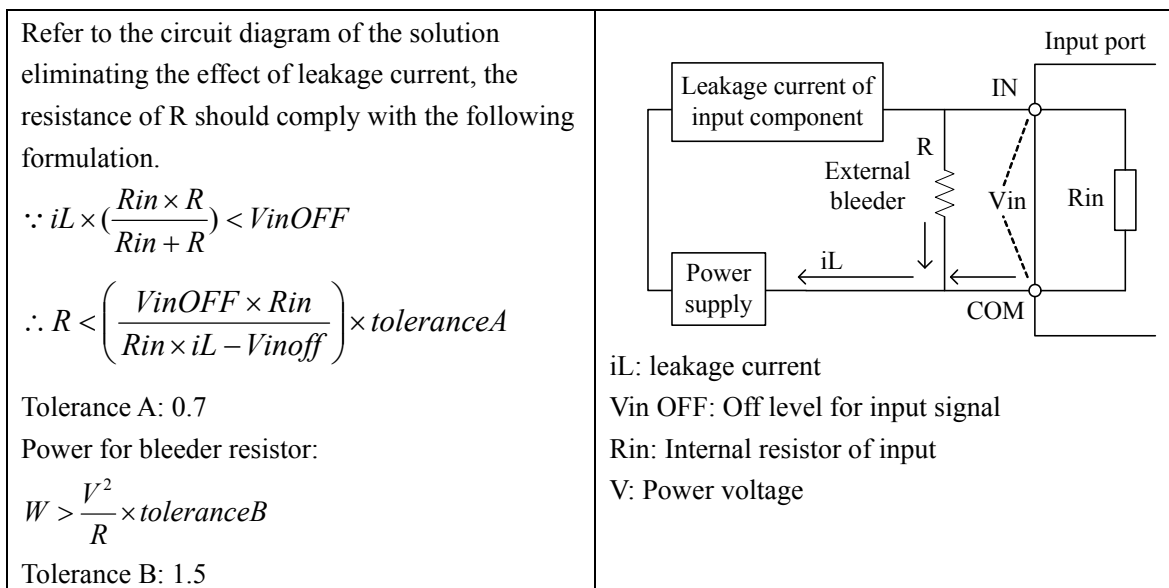 Refer to the circuit diagram of the solution
eliminating the effect of leakage current, the
resistance of R should comply with the following
formulation.
∵ iL × (Rin × R / Rin + R) < VinOFF
∴ R < (VinOFF × Rin / Rin × iL − Vinoff) × toleranceA
Tolerance A: 0.7
Power for bleeder resistor:
W > V² / R × toleranceB
Tolerance B: 1.5
Input port
Leakage current of
input component
IN
R
External
bleeder
Vin
Rin
iL
Power
supply
COM
iL: leakage current
Vin OFF: Off level for input signal
Rin: Internal resistor of input
V: Power voltage